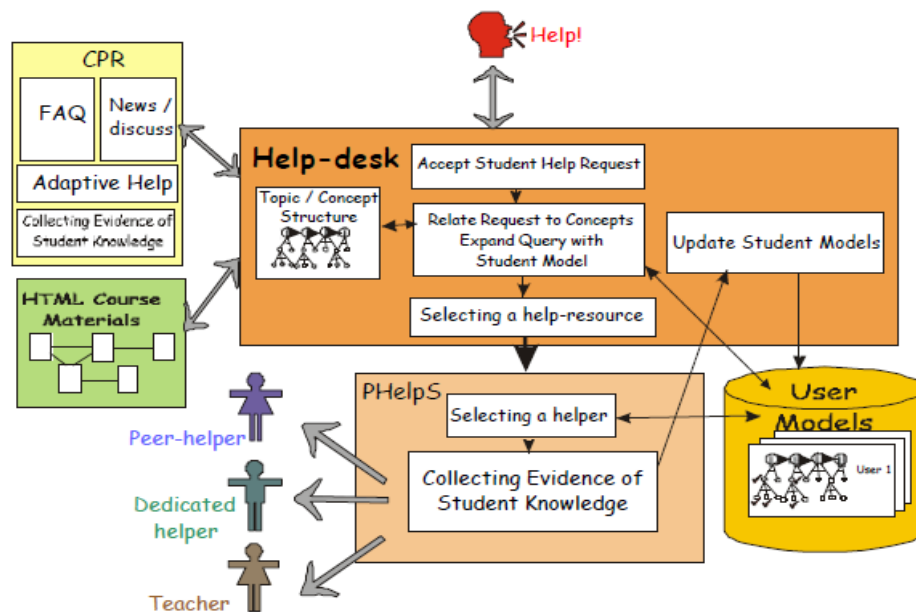 Help!
CPR
FAQ
News /
discuss
Adaptive Help
Collecting Evidence of
Student Knowledge
HTML Course
Materials
Help-desk
Accept Student Help Request
Topic / Concept
Structure
Relate Request to Concepts
Expand Query with
Student Model
Update Student Models
Selecting a help-resource
PHelpS
Selecting a helper
Collecting Evidence of
Student Knowledge
User
Models
User 1
Peer-helper
Dedicated
helper
Teacher